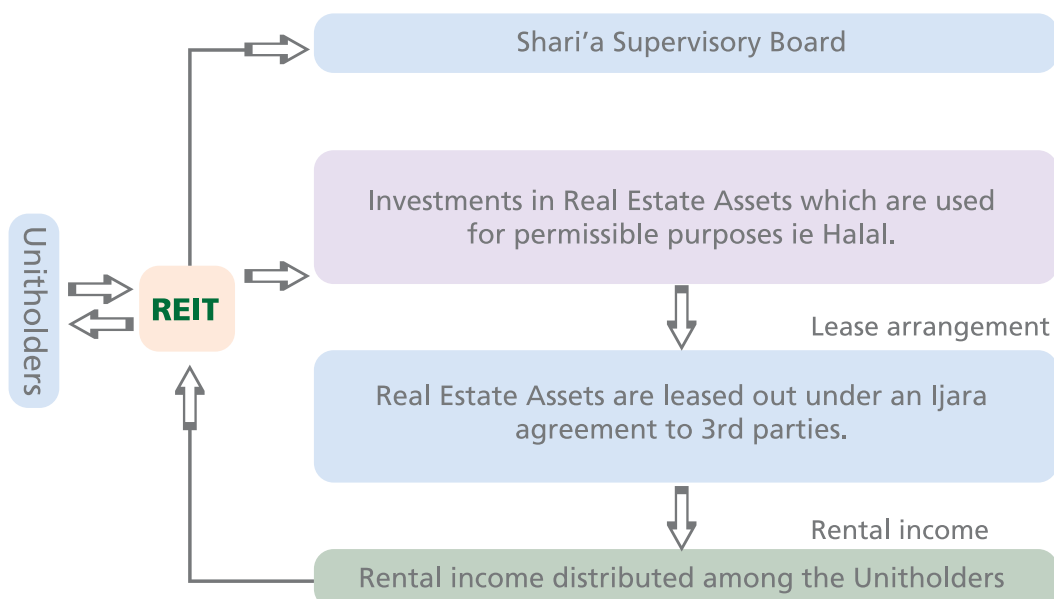 Shari’a Supervisory Board
Investments in Real Estate Assets which are used
for permissible purposes ie Halal.
Unitholders
REIT
Lease arrangement
Real Estate Assets are leased out under an Ijara
agreement to 3rd parties.
Rental income
Rental income distributed among the Unitholders